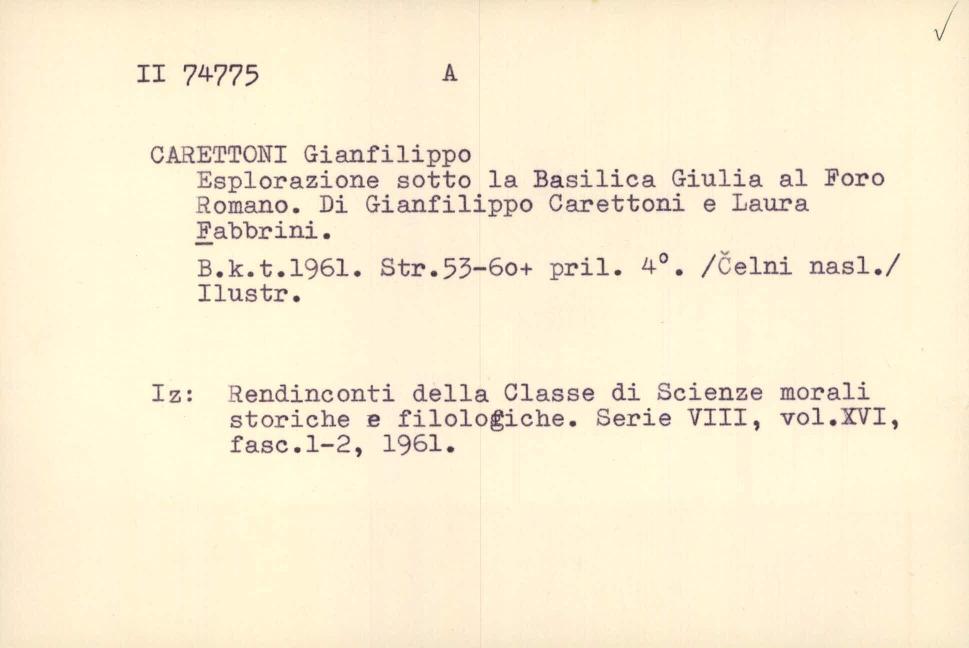 II 74775 A
CARETTONI Gianfilippo
Esplorazione sotto la Basilica Giulia al Foro
Romano. Di Gianfilippo Carettoni e Laura
Fabbrini.
B.k.t.1961. Str.53-6o+ pril. 4°. /Čelni nasl./
Ilustr.
Iz: Rendinconti della Classe di Scienze morali
storiche e filologiche. Serie VIII, vol.XVI,
fasc.1-2, 1961.